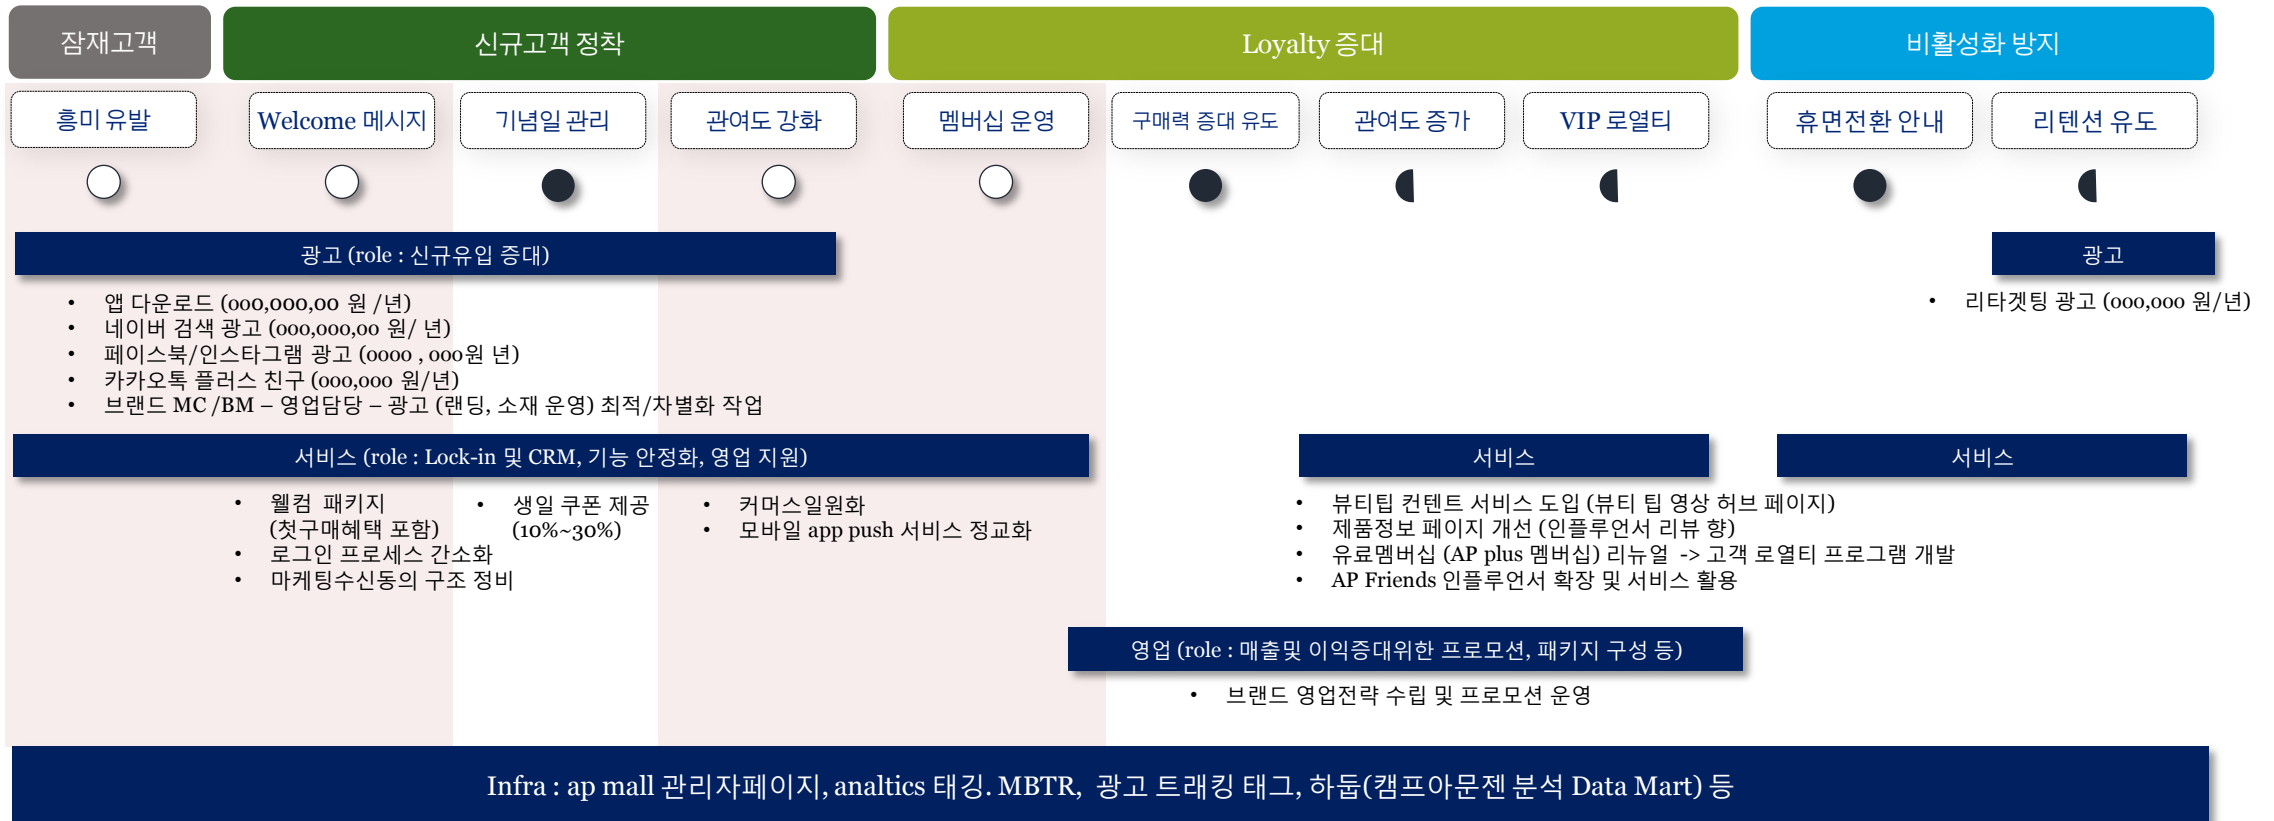 잠재고객
신규고객 정착
Loyalty 증대
비활성화 방지
흥미 유발
Welcome 메시지
기념일 관리
관여도 강화
멤버십 운영
구매력 증대 유도
관여도 증가
VIP 로열티
휴면전환 안내
리텐션 유도
광고 (role : 신규유입 증대)
• 앱 다운로드 (000,000,00 원 /년)
• 네이버 검색 광고 (000,000,00 원/ 년)
• 페이스북/인스타그램 광고 (0000 , 000원 년)
• 카카오톡 플러스 친구 (000,000 원/년)
• 브랜드 MC /BM – 영업담당 – 광고 (랜딩, 소재 운영) 최적/차별화 작업
광고
• 리타겟팅 광고 (000,000 원/년)
서비스 (role : Lock-in 및 CRM, 기능 안정화, 영업 지원)
• 웰컴 패키지
(첫구매혜택 포함)
• 로그인 프로세스 간소화
• 마케팅수신동의 구조 정비
• 생일 쿠폰 제공
(10%~30%)
• 커머스일원화
• 모바일 app push 서비스 정교화
서비스
서비스
• 뷰티팁 컨텐트 서비스 도입 (뷰티 팁 영상 허브 페이지)
• 제품정보 페이지 개선 (인플루언서 리뷰 향)
• 유료멤버십 (AP plus 멤버십) 리뉴얼 -> 고객 로열티 프로그램 개발
• AP Friends 인플루언서 확장 및 서비스 활용
영업 (role : 매출및 이익증대위한 프로모션, 패키지 구성 등)
• 브랜드 영업전략 수립 및 프로모션 운영
Infra : ap mall 관리자페이지, analtics 태깅. MBTR, 광고 트래킹 태그, 하둡(캠프아문젠 분석 Data Mart) 등